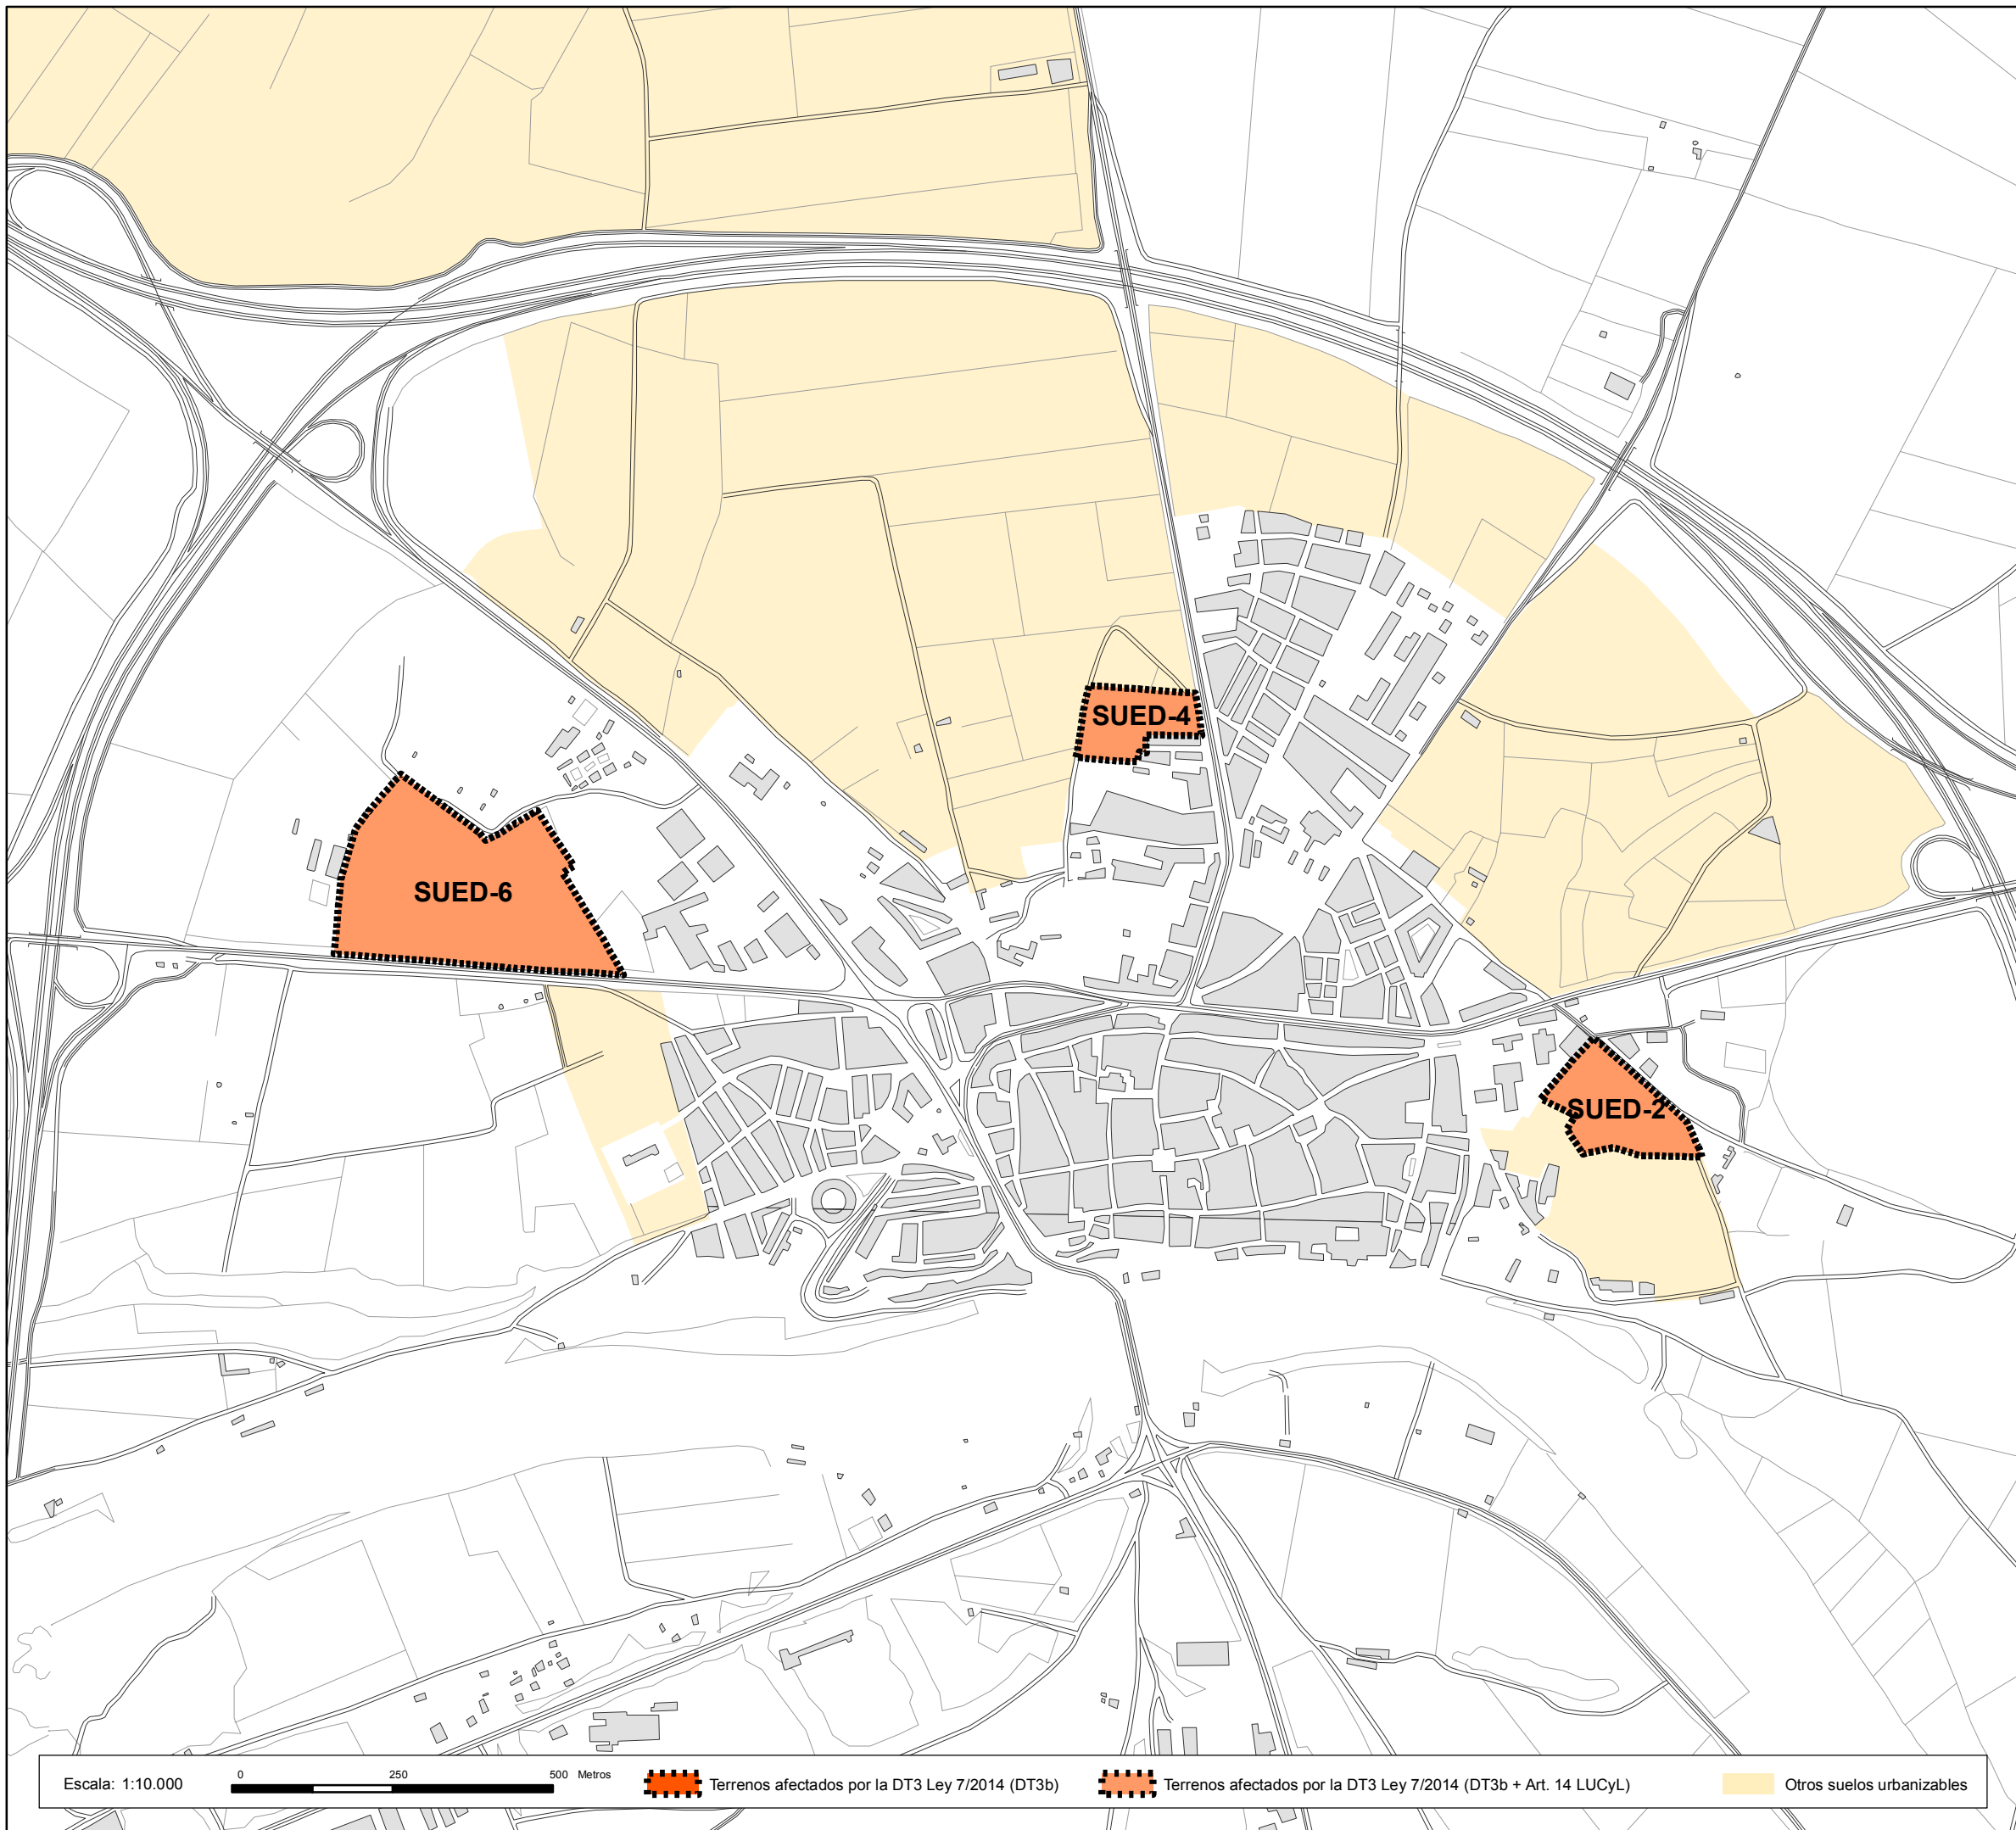 SUED-4
SUED-6
SUED-2
Escala: 1:10.000
0 250 500 Metros
Terrenos afectados por la DT3 Ley 7/2014 (DT3b)
Terrenos afectados por la DT3 Ley 7/2014 (DT3b + Art. 14 LUCyL)
Otros suelos urbanizables